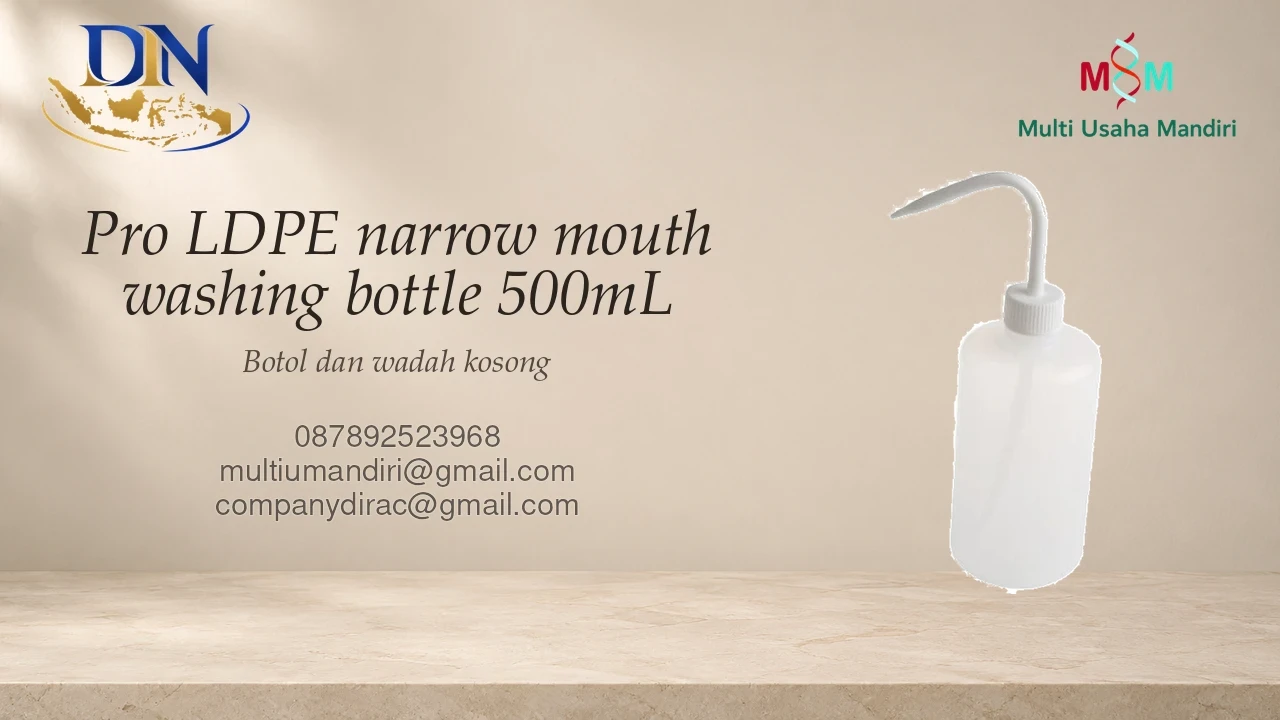 DN
M M
Multi Usaha Mandiri
Pro LDPE narrow mouth
washing bottle 500mL
Botol dan wadah kosong
087892523968
multiumandiri@gmail.com
companydirac@gmail.com